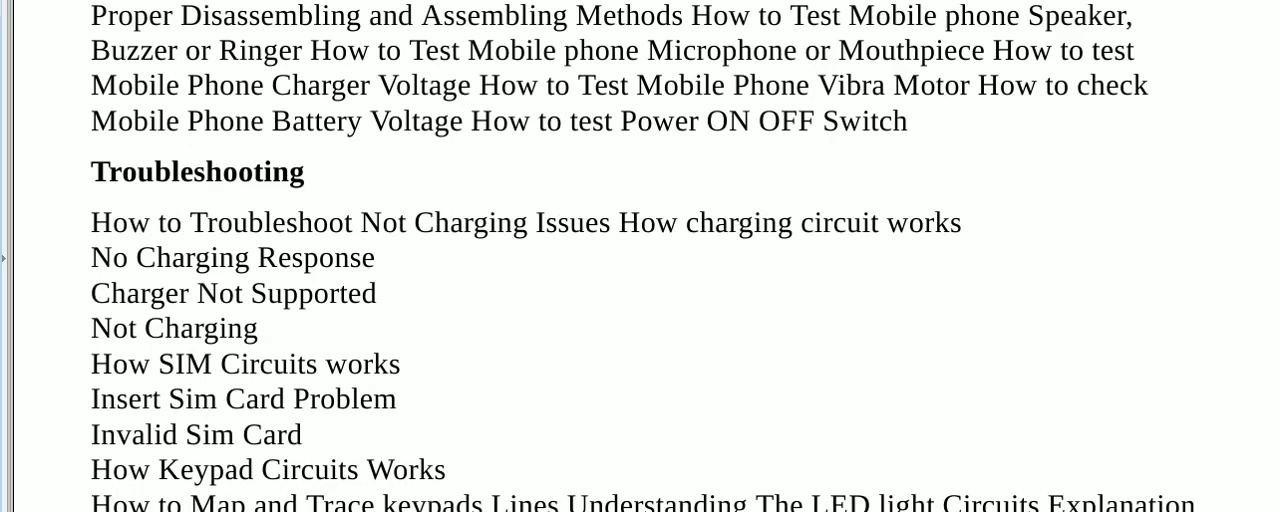 Proper Disassembling and Assembling Methods How to Test Mobile phone Speaker,
Buzzer or Ringer How to Test Mobile phone Microphone or Mouthpiece How to test
Mobile Phone Charger Voltage How to Test Mobile Phone Vibra Motor How to check
Mobile Phone Battery Voltage How to test Power ON OFF Switch
Troubleshooting
How to Troubleshoot Not Charging Issues How charging circuit works
No Charging Response
Charger Not Supported
Not Charging
How SIM Circuits works
Insert Sim Card Problem
Invalid Sim Card
How Keypad Circuits Works
How to Map and Trace keypads Lines Understanding The LED light Circuits Explanation